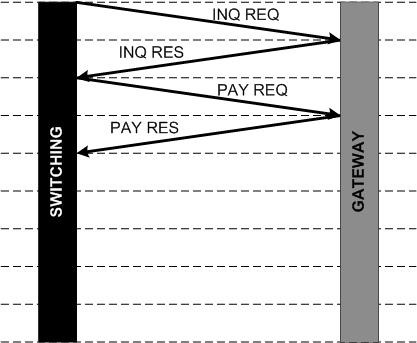 INQ REQ
INQ RES
PAY REQ
PAY RES
SWITCHING
GATEWAY